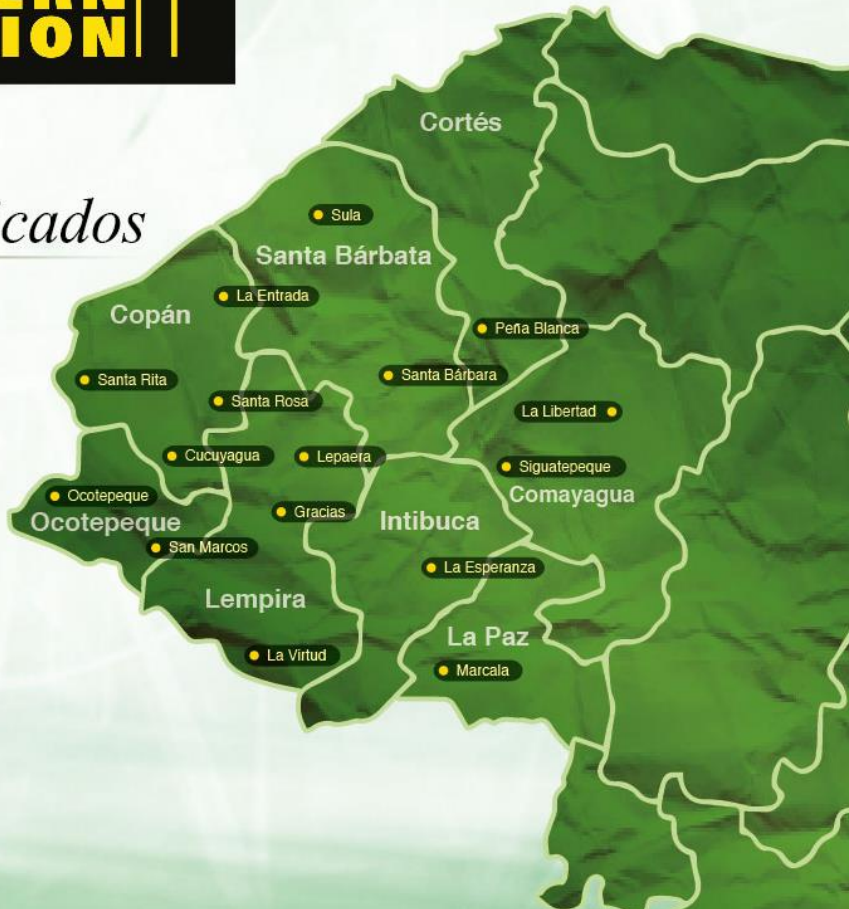 ION
cados
Cortés
Sula
Santa Bárbata
La Entrada
Copán
Peña Blanca
Santa Rita
Santa Bárbara
Santa Rosa
La Libertad
Cucuyagua
Lepaera
Siguatepeque
Comayagua
Ocotepeque
Ocotepeque
Gracias
Intibuca
San Marcos
La Esperanza
Lempira
La Paz
La Virtud
Marcala